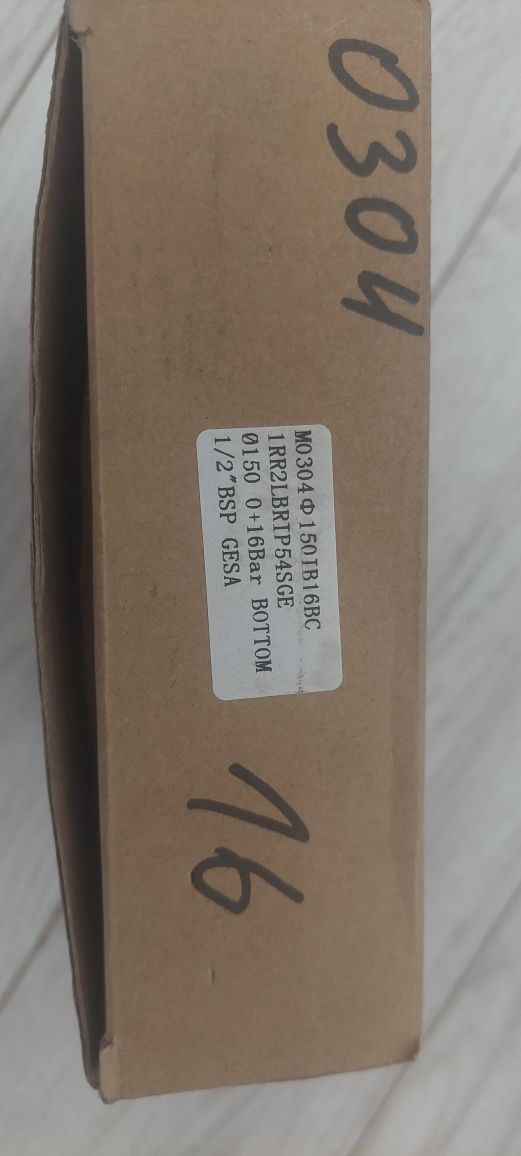 0304
M0304Φ150IB16BC
1RR2LBRIP54SGE
Ø150 0+16Bar BOTTOM
1/2"BSP GESA
16